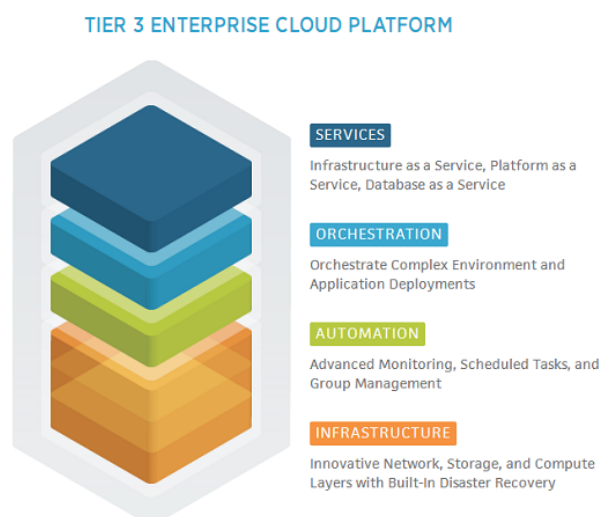 TIER 3 ENTERPRISE CLOUD PLATFORM
SERVICES
Infrastructure as a Service, Platform as a
Service, Database as a Service
ORCHESTRATION
Orchestrate Complex Environment and
Application Deployments
AUTOMATION
Advanced Monitoring, Scheduled Tasks, and
Group Management
INFRASTRUCTURE
Innovative Network, Storage, and Compute
Layers with Built-In Disaster Recovery